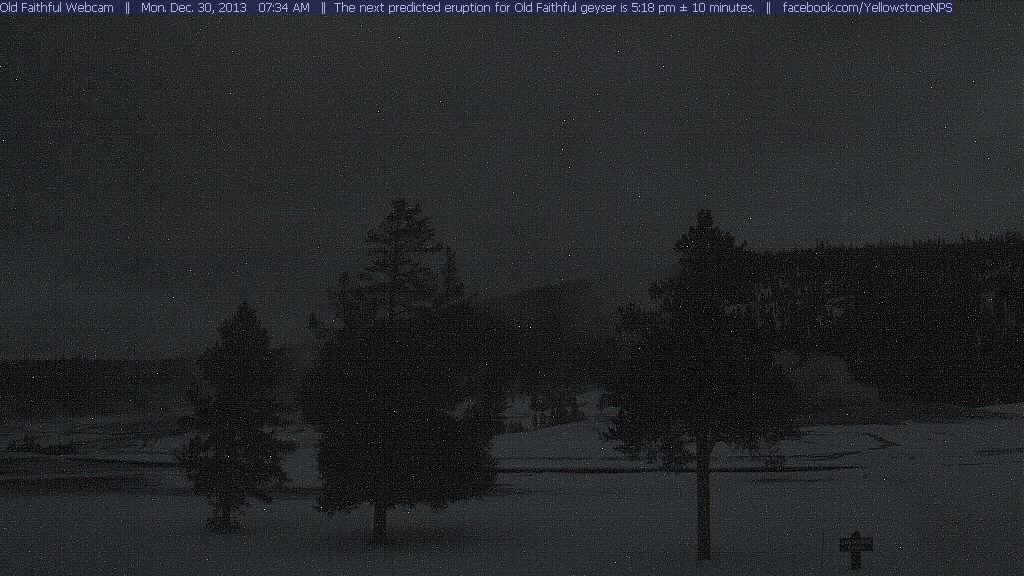 Old Faithful Webcam || Mon. Dec. 30, 2013 07:34 AM || The next predicted eruption for Old Faithful geyser is 5:18 pm ± 10 minutes. || facebook.com/YellowstoneNPS